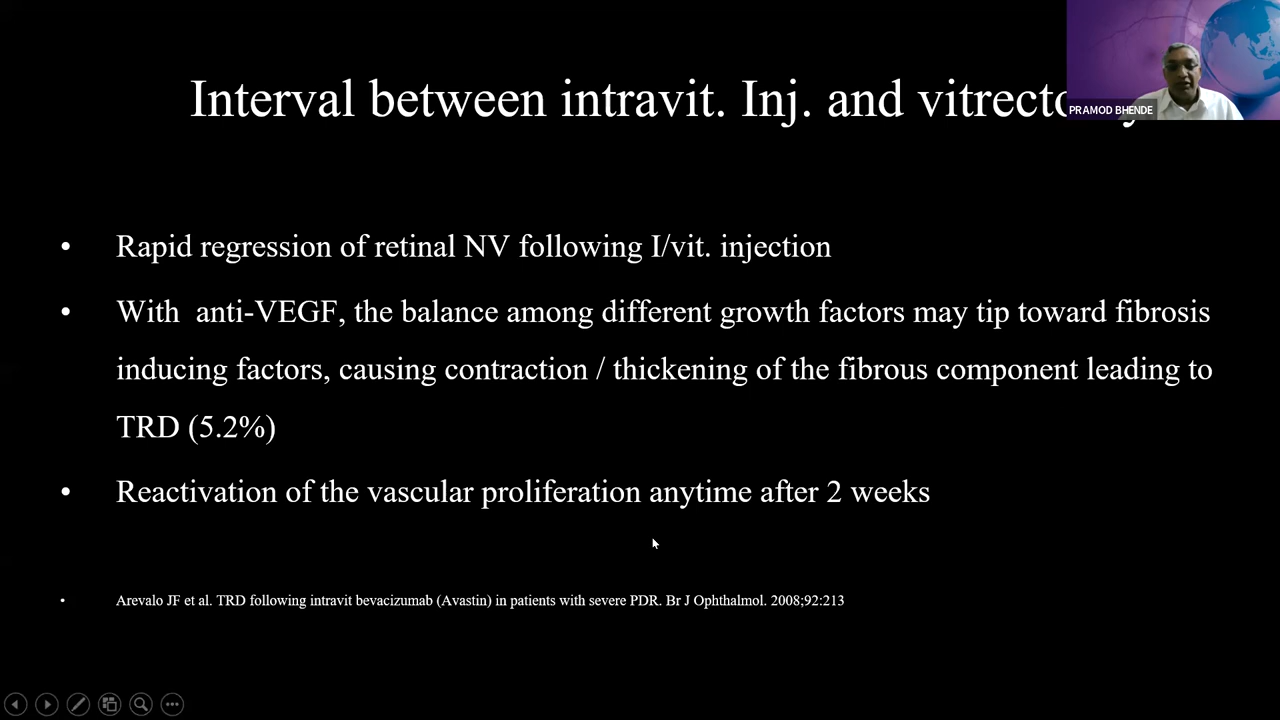 Interval between intravit. Inj. and
PRAMOD BHENDE
• Rapid regression of retinal NV following I/vit. injection
• With anti-VEGF, the balance among different growth factors may tip toward fibrosis
inducing factors, causing contraction / thickening of the fibrous component leading to
TRD (5.2%)
• Reactivation of the vascular proliferation anytime after 2 weeks
• Arevalo JF et al. TRD following intravit bevacizumab (Avastin) in patients with severe PDR. Br J Ophthalmol. 2008;92:213